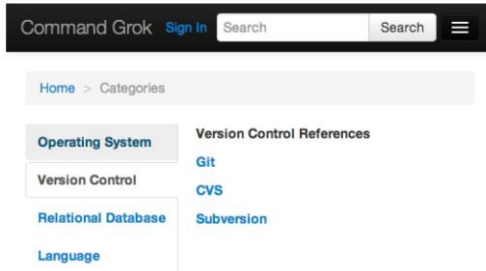 Command Grok Sign In Search Search
Home > Categories
Operating System
Version Control
Relational Database
Language
Version Control References
Git
CVS
Subversion